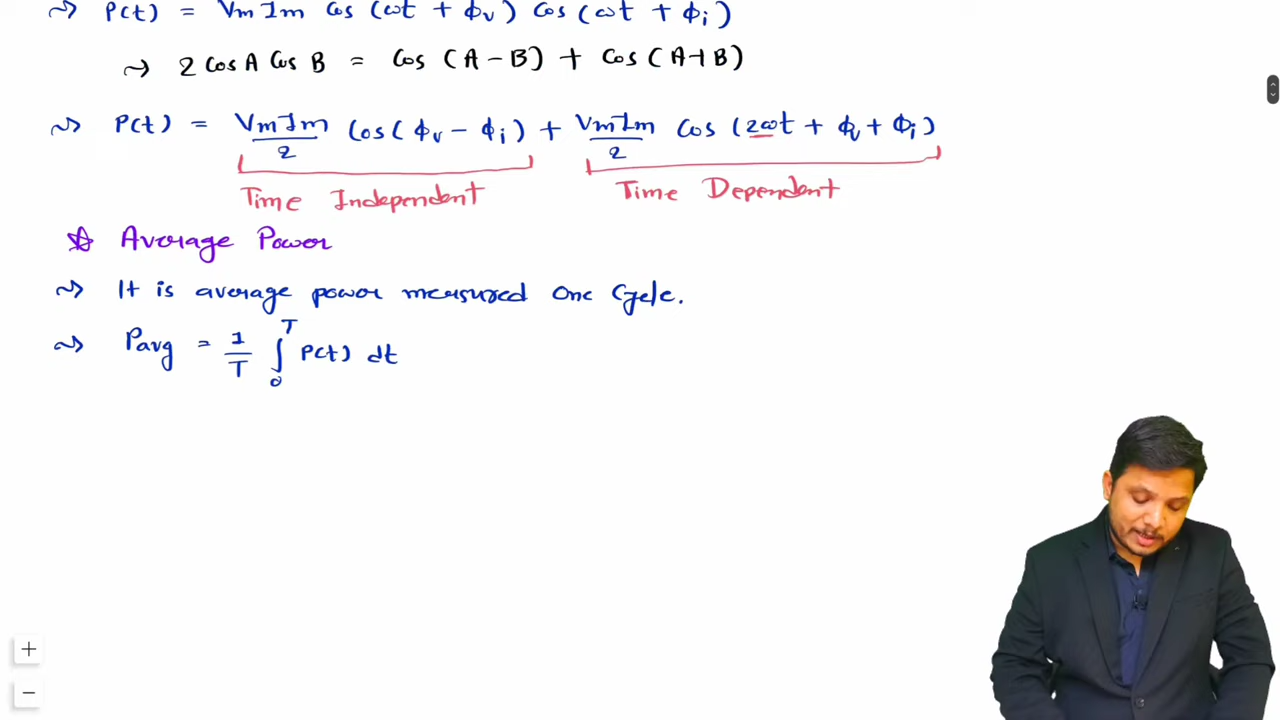 ~> P(t) = Vm Im Cos (ωt + ϕv) Cos (ωt + ϕi)
~> 2 Cos A Cos B = Cos (A - B) + Cos (A + B)
~> P(t) = VmIm/2 Cos (ϕv - ϕi) + VmIm/2 Cos (2ωt + ϕv + ϕi)
Time Independent Time Dependent
☆ Average Power
~> It is average power measured One Cycle.
~> Pavg = 1/T ∫₀ᵀ P(t) dt
+
−